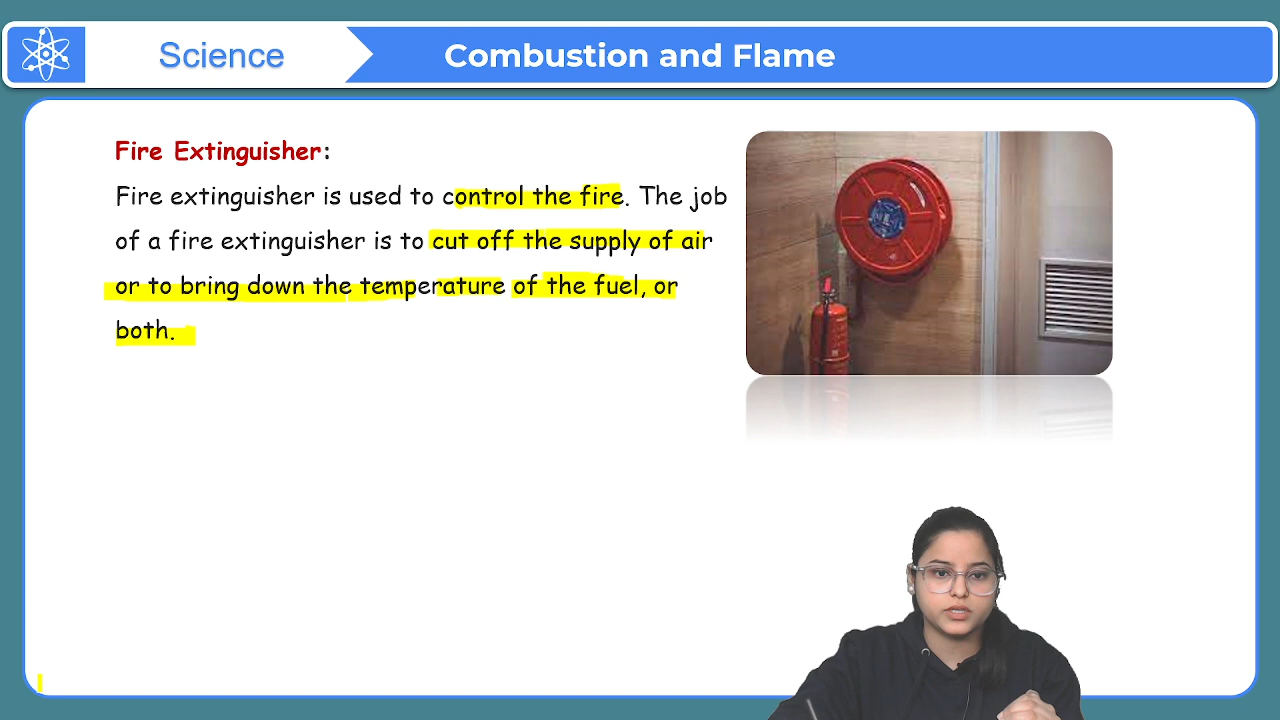 Science
Combustion and Flame
Fire Extinguisher:
Fire extinguisher is used to control the fire. The job
of a fire extinguisher is to cut off the supply of air
or to bring down the temperature of the fuel, or
both.